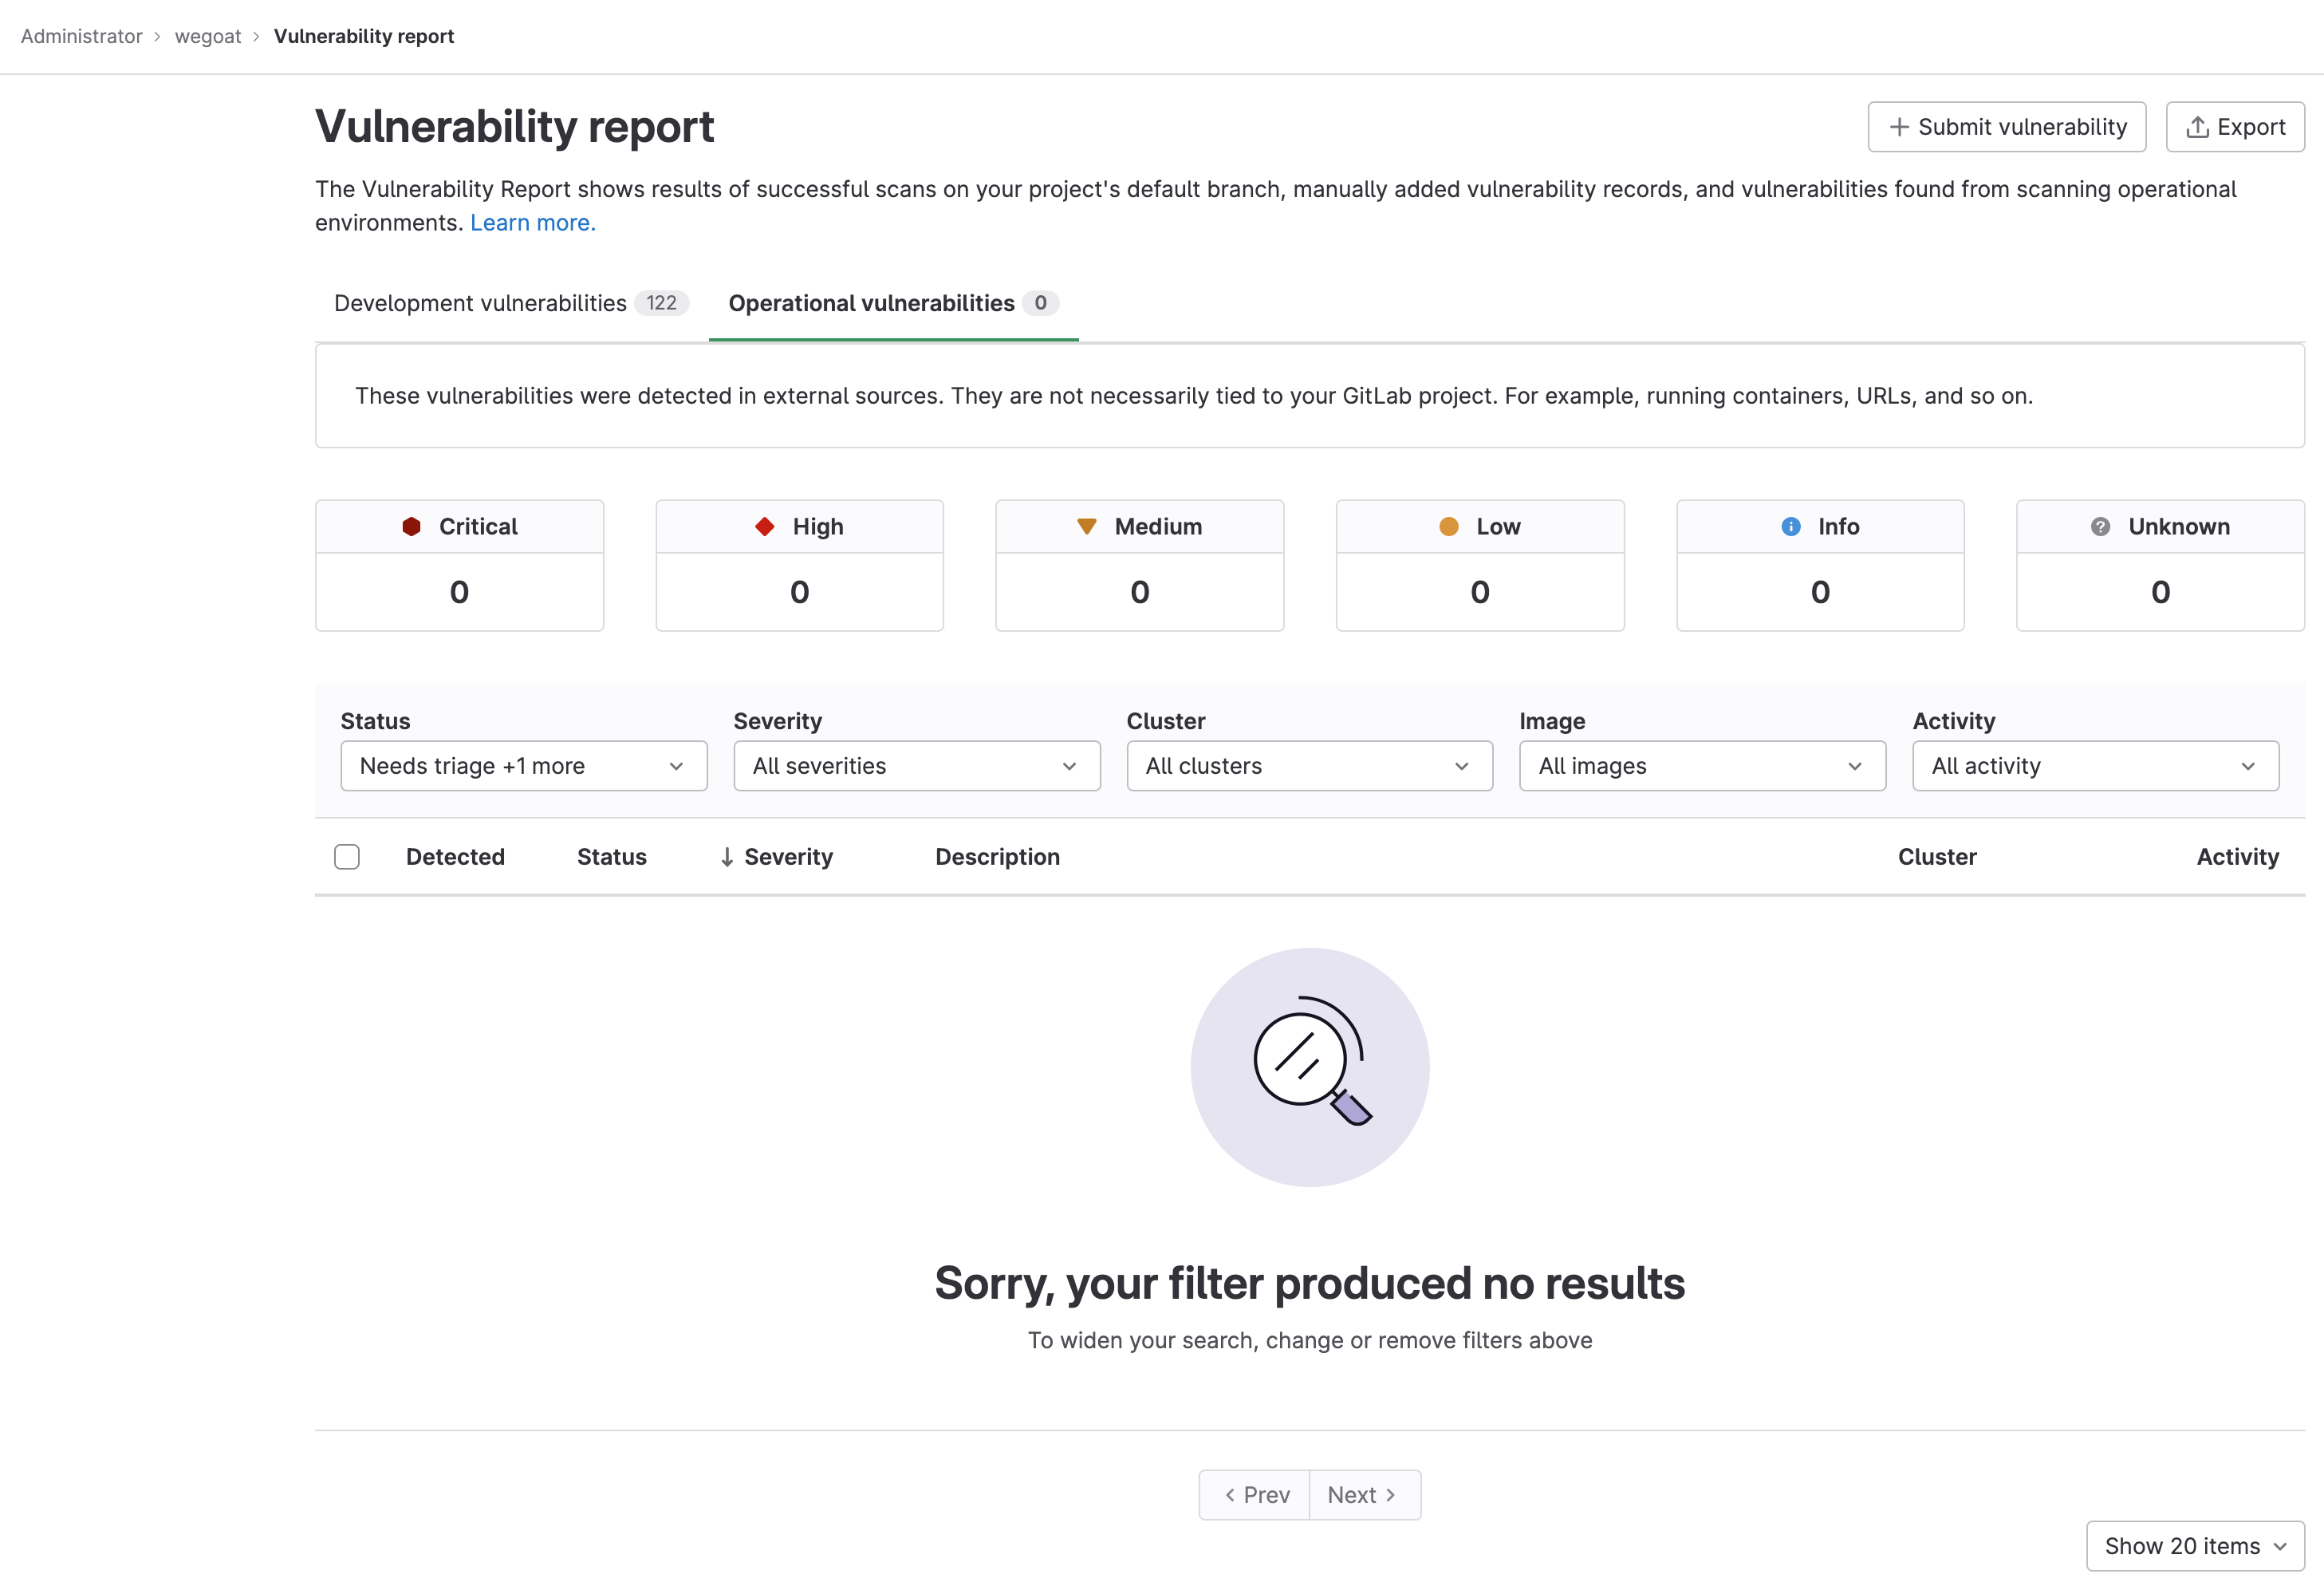 Administrator > wegoat > Vulnerability report
Vulnerability report
Submit vulnerability
Export
The Vulnerability Report shows results of successful scans on your project's default branch, manually added vulnerability records, and vulnerabilities found from scanning operational
environments. Learn more.
Development vulnerabilities 122
Operational vulnerabilities 0
These vulnerabilities were detected in external sources. They are not necessarily tied to your GitLab project. For example, running containers, URLs, and so on.
Critical
0
High
0
Medium
0
Low
0
Info
0
Unknown
0
Status
Needs triage +1 more
Severity
All severities
Cluster
All clusters
Image
All images
Activity
All activity
Detected Status Severity Description Cluster Activity
Sorry, your filter produced no results
To widen your search, change or remove filters above
Prev Next
Show 20 items